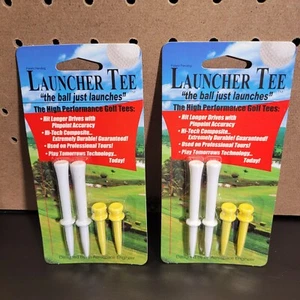 LAUNCHER TEE
"the ball just launches"
The High Performance Golf Tees:
• Hit Longer Drives with
Pinpoint Accuracy
• Hi-Tech Composite...
Extremely Durable! Guaranteed!
• Used on Professional Tours!
• Play Tomorrows Technology...
Today!
LAUNCHER TEE
"the ball just launches"
The High Performance Golf Tees:
• Hit Longer Drives with
Pinpoint Accuracy
• Hi-Tech Composite...
Extremely Durable! Guaranteed!
• Used on Professional Tours!
• Play Tomorrows Technology...
Today!